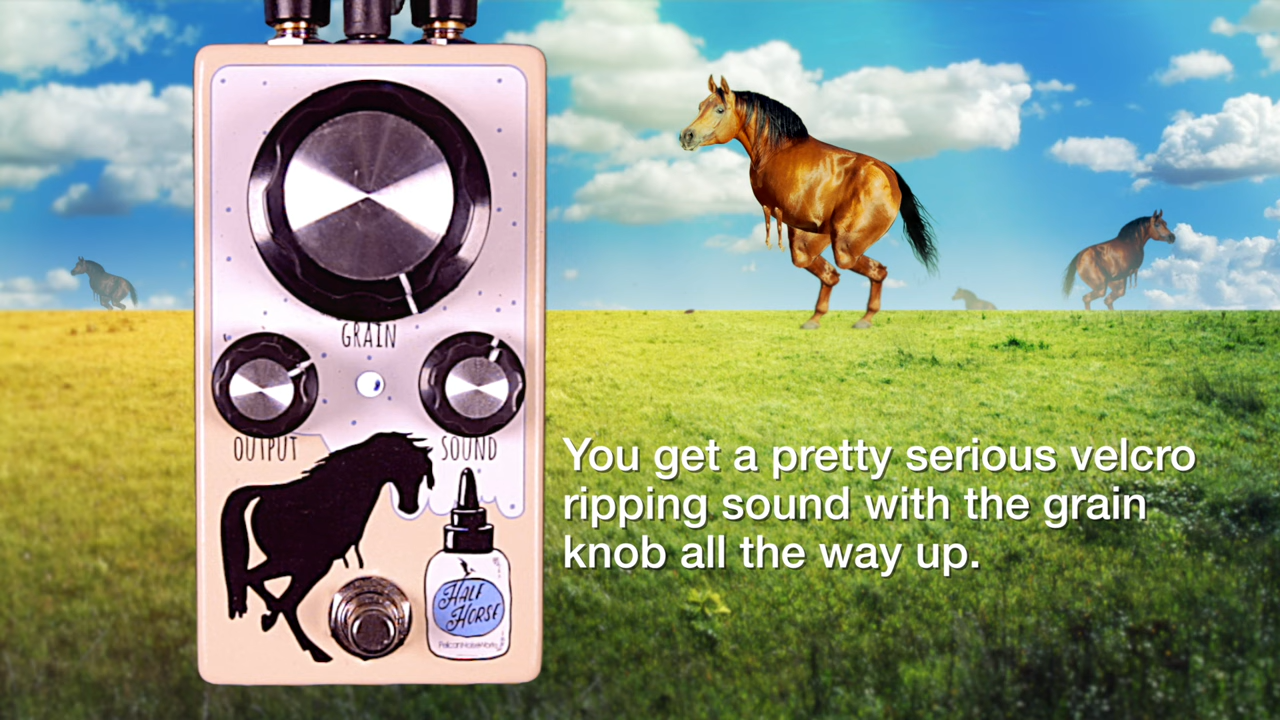 GRAIN
OUTPUT
SOUND
HALF
HORSE
PelicanNoiseWorks
You get a pretty serious velcro
ripping sound with the grain
knob all the way up.